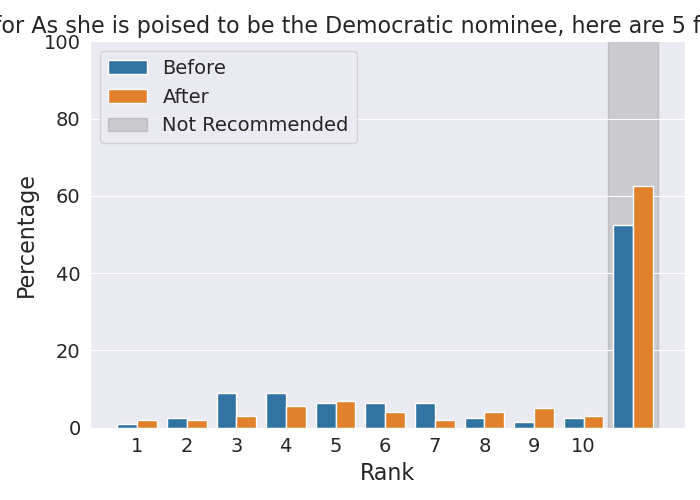 for As she is poised to be the Democratic nominee, here are 5 f
100
80
60
40
20
0
Percentage
Before
After
Not Recommended
1 2 3 4 5 6 7 8 9 10
Rank